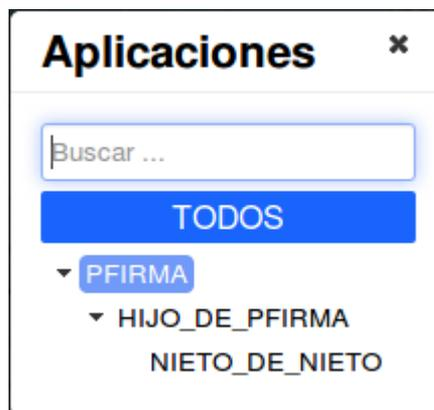 Aplicaciones
Buscar ...
TODOS
PFIRMA
HIJO_DE_PFIRMA
NIETO_DE_NIETO